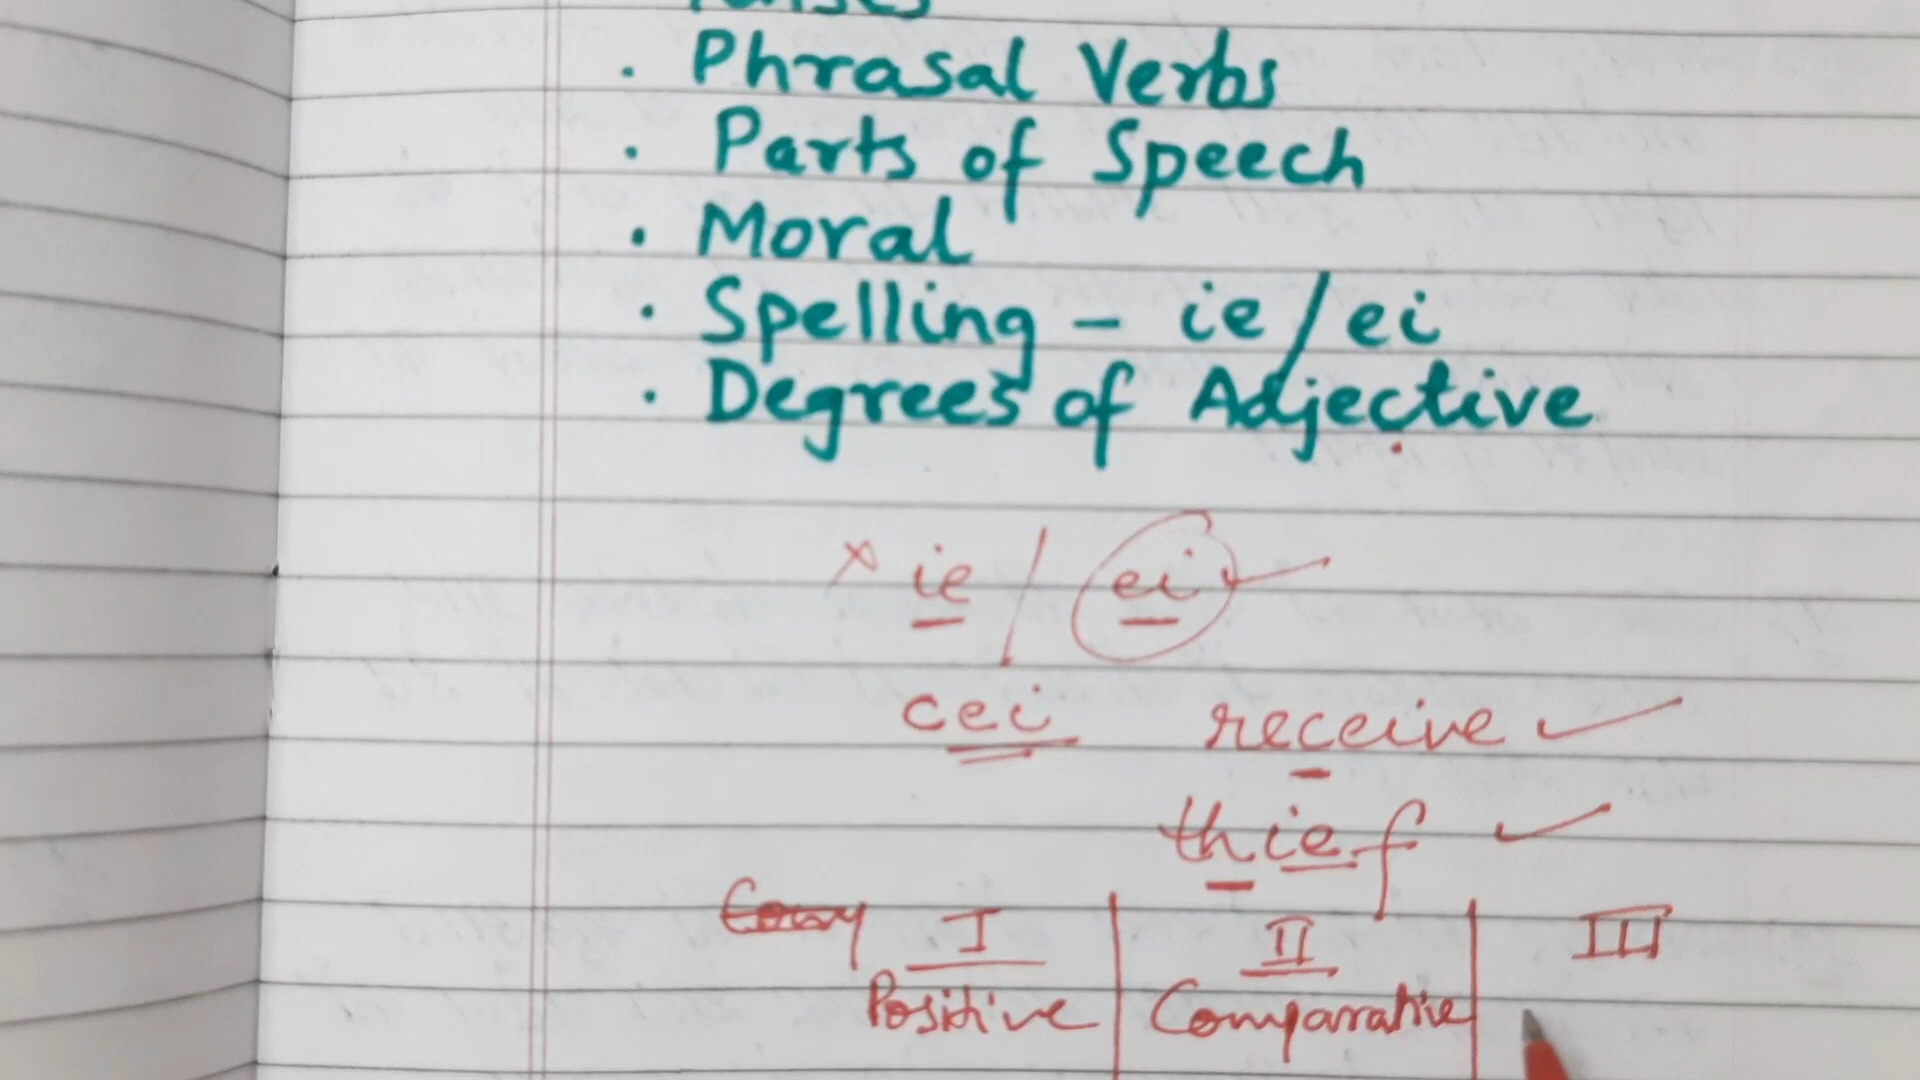 • Phrasal Verbs
• Parts of Speech
• Moral
• Spelling - ie/ei
• Degrees of Adjective
x ie / ei ✓
cei receive ✓
thief ✓
I II III
Positive Comparative